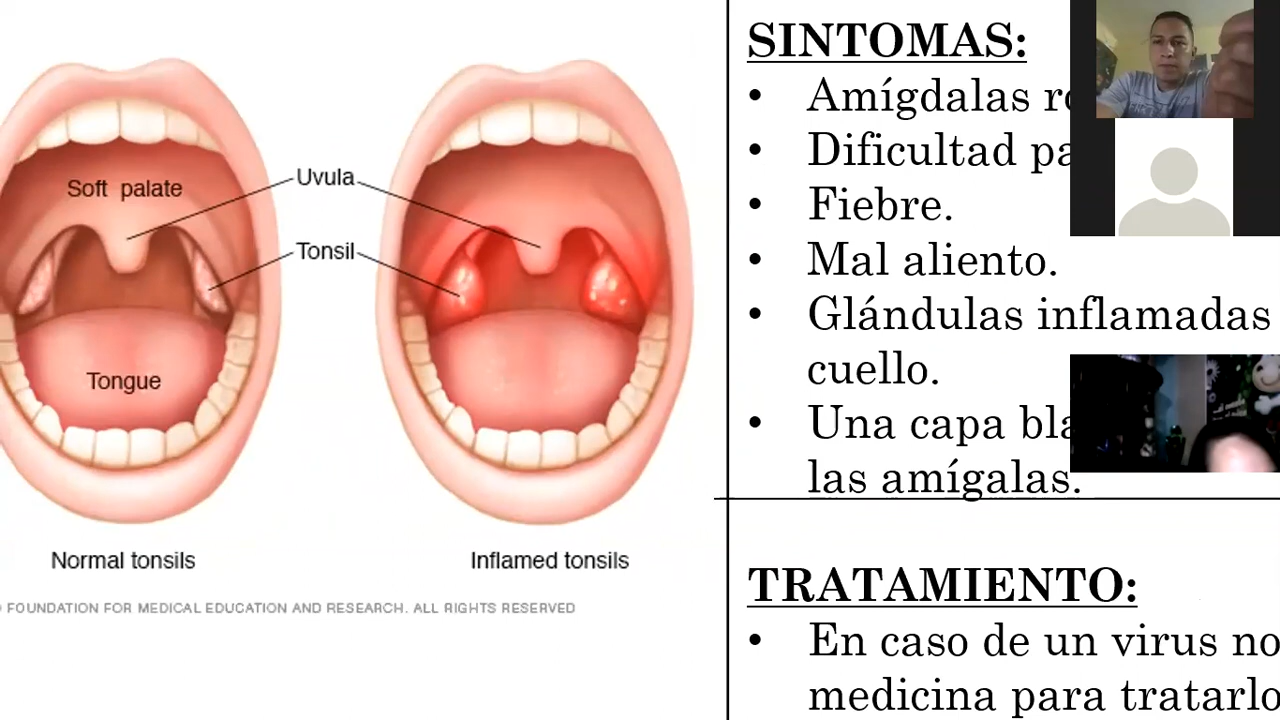 Soft palate
Uvula
Tonsil
Tongue
Normal tonsils
Inflamed tonsils
FOUNDATION FOR MEDICAL EDUCATION AND RESEARCH. ALL RIGHTS RESERVED
SINTOMAS:
• Amígdalas
• Dificultad
• Fiebre.
• Mal aliento.
• Glándulas inflamadas
cuello.
• Una capa
las amígalas.
TRATAMIENTO:
• En caso de un virus no
medicina para tratarlo